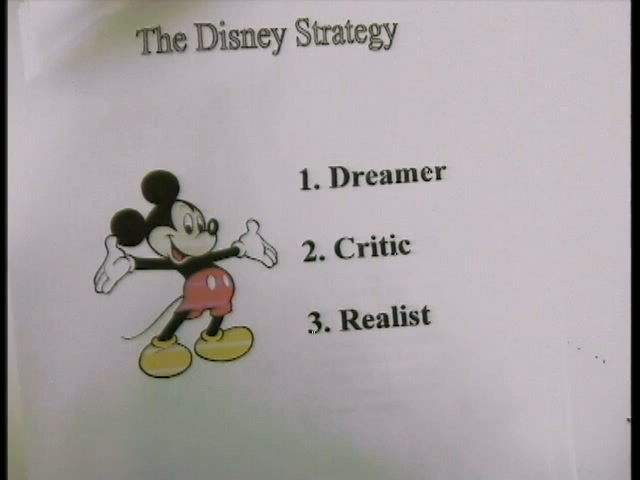 The Disney Strategy
1. Dreamer
2. Critic
3. Realist